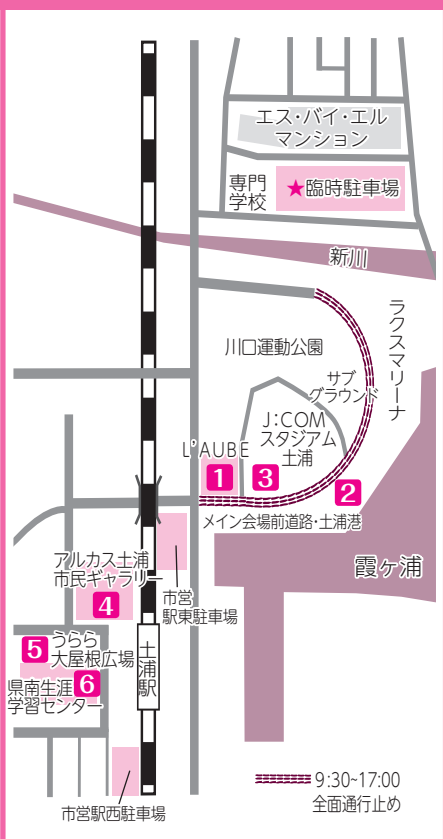 エス・バイ・エル
マンション
専門
学校
★臨時駐車場
新川
ラクスマリーナ
川口運動公園
サブ
グラウンド
J:COM
スタジアム
土浦
L'AUBE
1
3
2
メイン会場前道路・土浦港
霞ヶ浦
アルカス土浦
市民ギャラリー
4
市営
駅東駐車場
5
うらら
大屋根広場
土浦駅
県南生涯
学習センター
6
市営駅西駐車場
9:30~17:00
全面通行止め